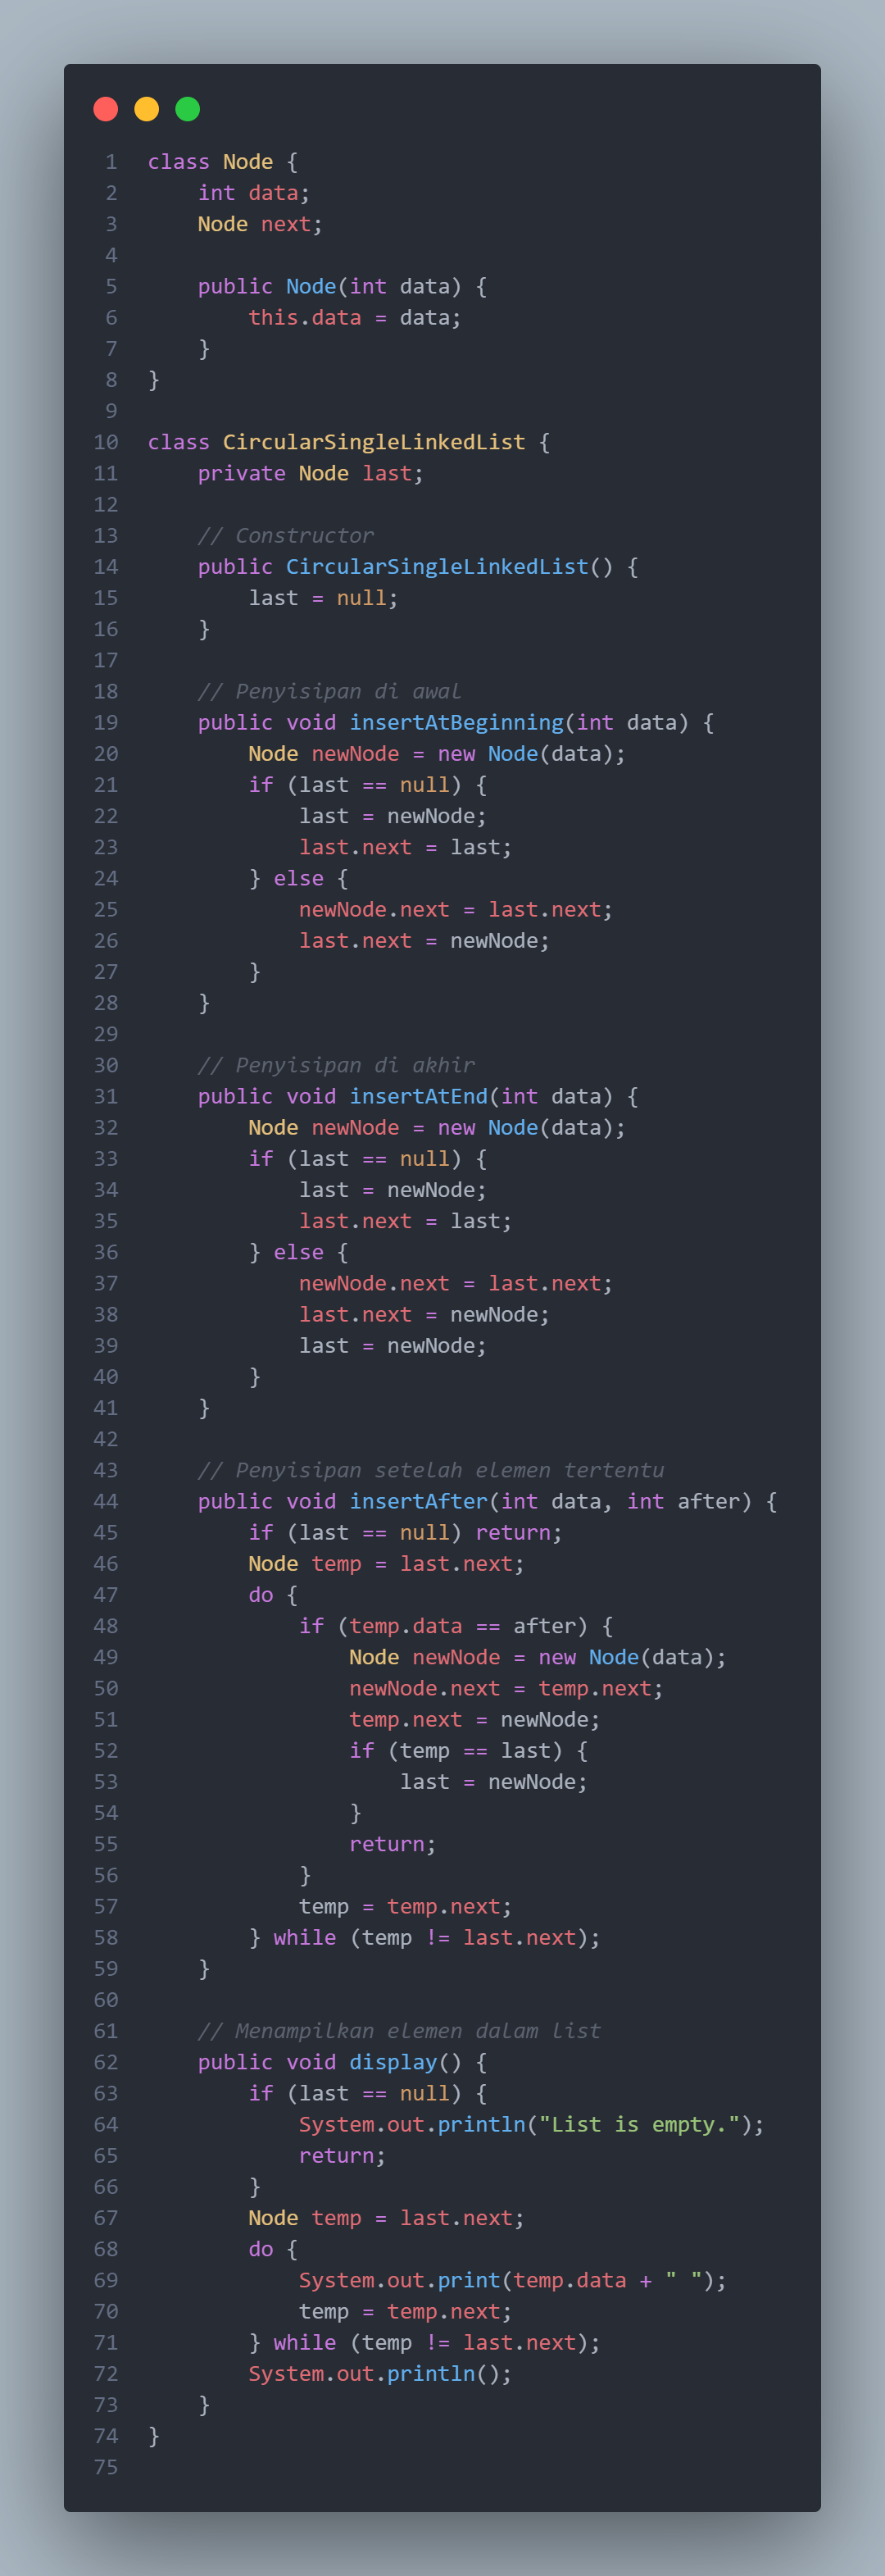 1 class Node {
2     int data;
3     Node next;
4
5     public Node(int data) {
6         this.data = data;
7     }
8 }
9
10 class CircularSingleLinkedList {
11     private Node last;
12
13     // Constructor
14     public CircularSingleLinkedList() {
15         last = null;
16     }
17
18     // Penyisipan di awal
19     public void insertAtBeginning(int data) {
20         Node newNode = new Node(data);
21         if (last == null) {
22             last = newNode;
23             last.next = last;
24         } else {
25             newNode.next = last.next;
26             last.next = newNode;
27         }
28     }
29
30     // Penyisipan di akhir
31     public void insertAtEnd(int data) {
32         Node newNode = new Node(data);
33         if (last == null) {
34             last = newNode;
35             last.next = last;
36         } else {
37             newNode.next = last.next;
38             last.next = newNode;
39             last = newNode;
40         }
41     }
42
43     // Penyisipan setelah elemen tertentu
44     public void insertAfter(int data, int after) {
45         if (last == null) return;
46         Node temp = last.next;
47         do {
48             if (temp.data == after) {
49                 Node newNode = new Node(data);
50                 newNode.next = temp.next;
51                 temp.next = newNode;
52                 if (temp == last) {
53                     last = newNode;
54                 }
55                 return;
56             }
57             temp = temp.next;
58         } while (temp != last.next);
59     }
60
61     // Menampilkan elemen dalam list
62     public void display() {
63         if (last == null) {
64             System.out.println("List is empty.");
65             return;
66         }
67         Node temp = last.next;
68         do {
69             System.out.print(temp.data + " ");
70             temp = temp.next;
71         } while (temp != last.next);
72         System.out.println();
73     }
74 }
75